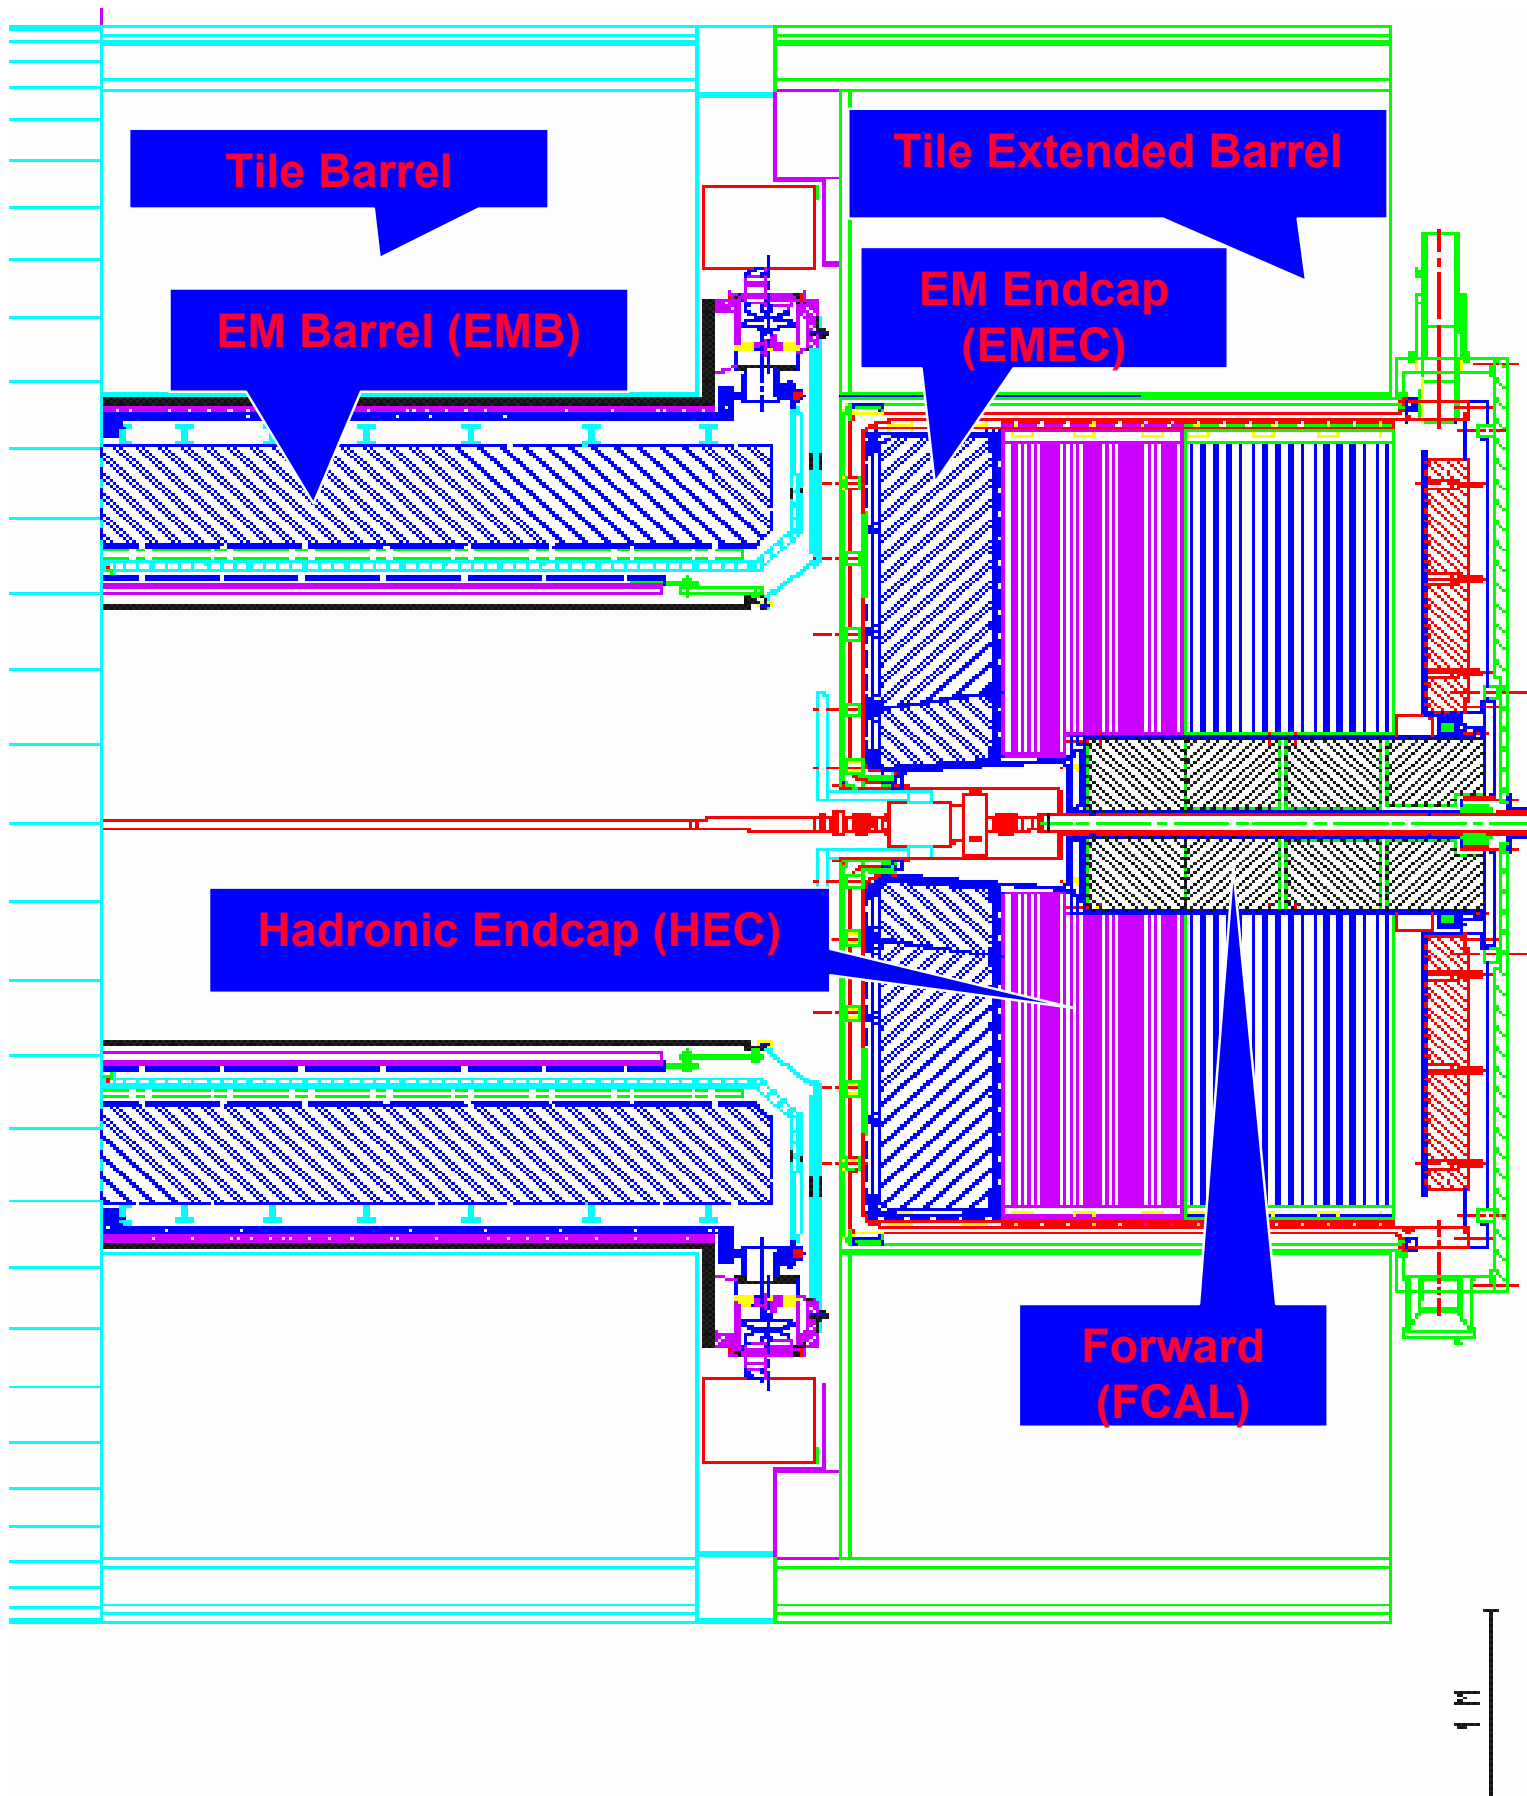 Tile Barrel
Tile Extended Barrel
EM Barrel (EMB)
EM Endcap
(EMEC)
Hadronic Endcap (HEC)
Forward
(FCAL)
1 M